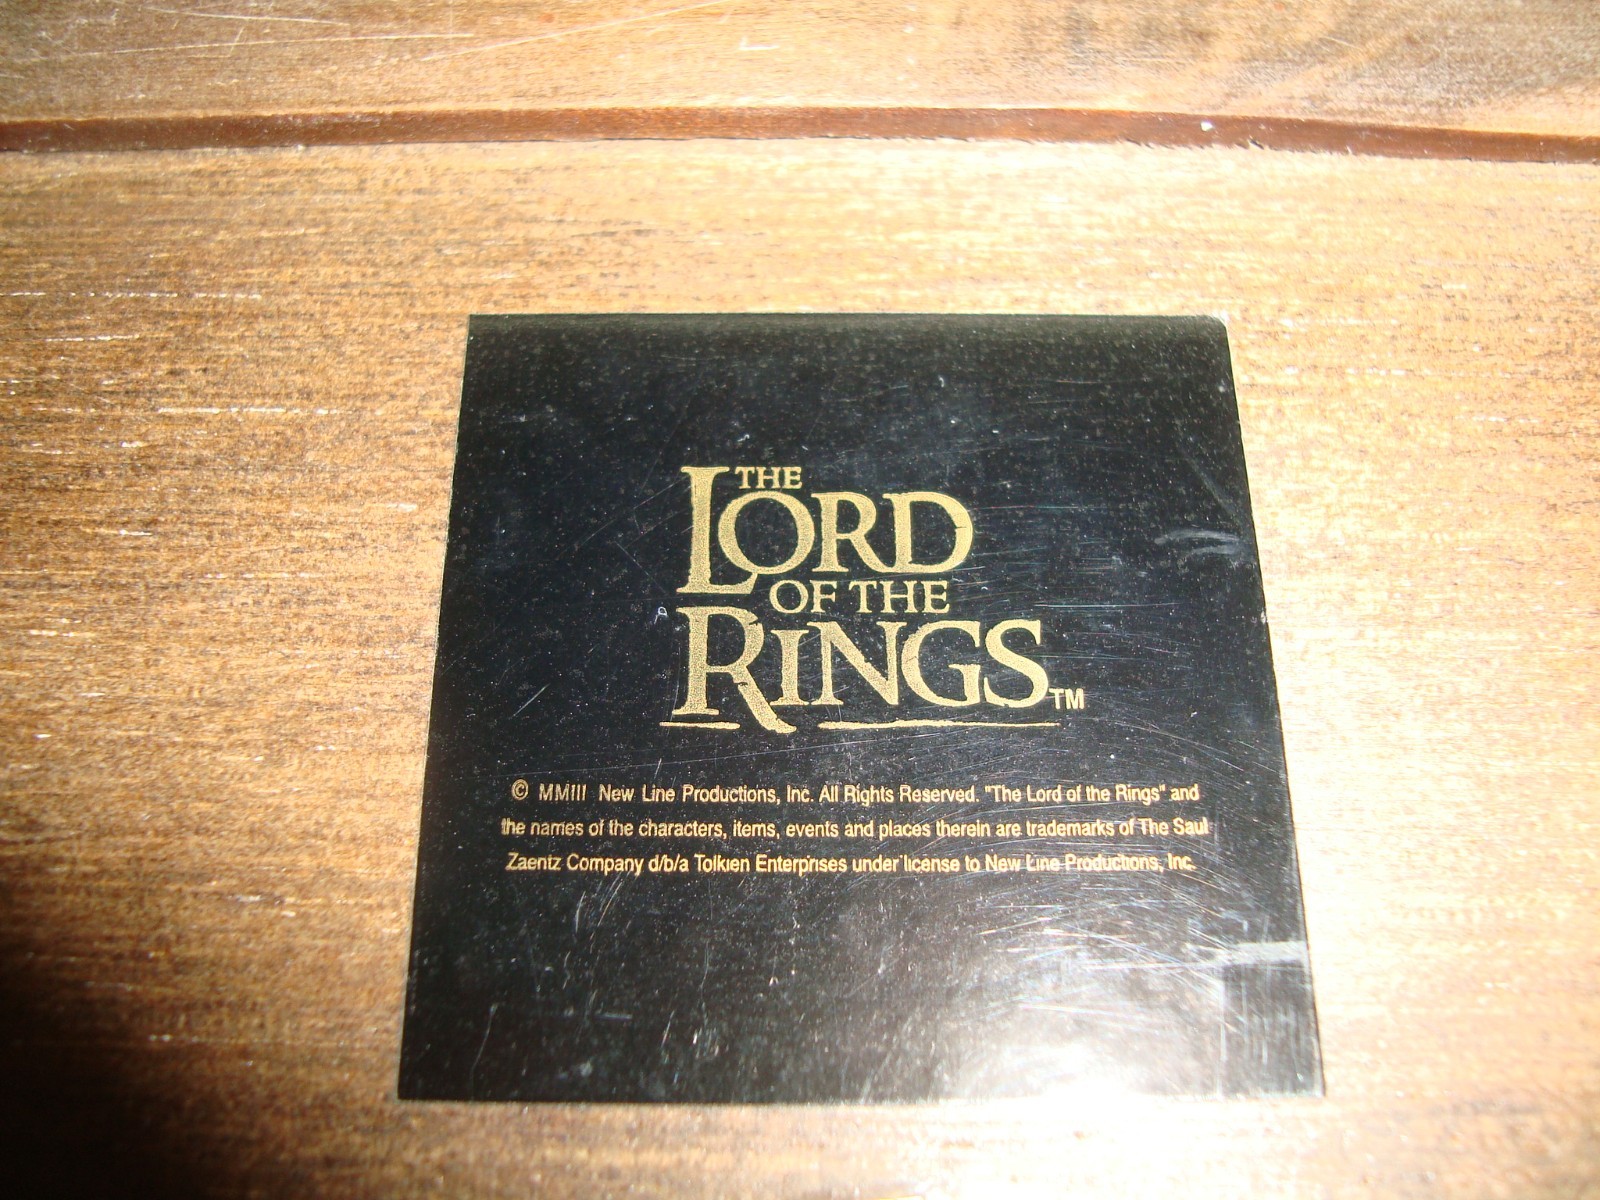 THE
LORD
OF THE
RINGS™
© MMIII New Line Productions, Inc. All Rights Reserved. "The Lord of the Rings" and
the names of the characters, items, events and places therein are trademarks of The Saul
Zaentz Company d/b/a Tolkien Enterprises under license to New Line Productions, Inc.